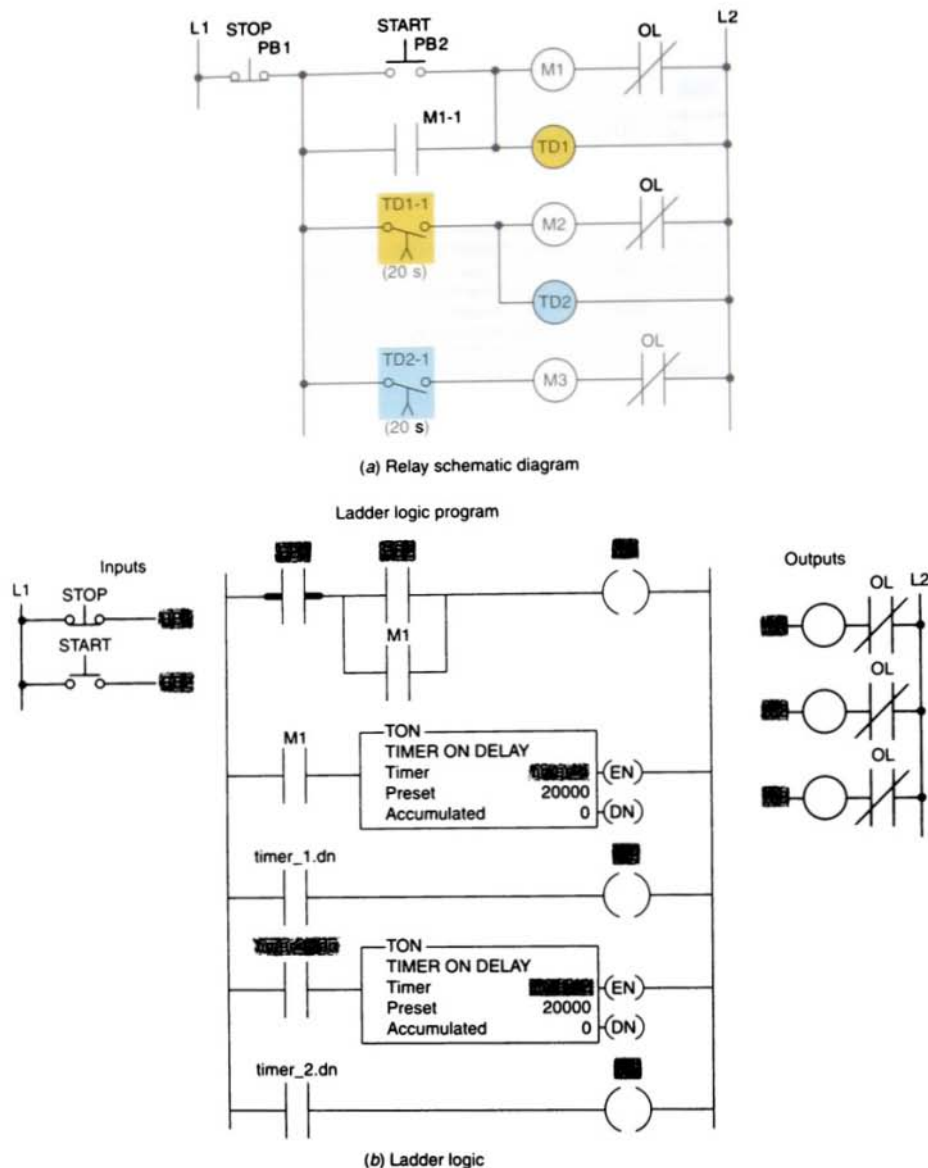 L1
STOP
PB1
START
PB2
OL
L2
M1
M1-1
TD1
TD1-1
(20 s)
M2
OL
TD2
TD2-1
(20 s)
M3
OL
(a) Relay schematic diagram
Ladder logic program
Inputs
L1
STOP
START
M1
M1
TON
TIMER ON DELAY
Timer
Preset 20000
Accumulated 0
(EN)
(DN)
timer_1.dn
TON
TIMER ON DELAY
Timer
Preset 20000
Accumulated 0
(EN)
(DN)
timer_2.dn
Outputs
OL
L2
OL
OL
(b) Ladder logic